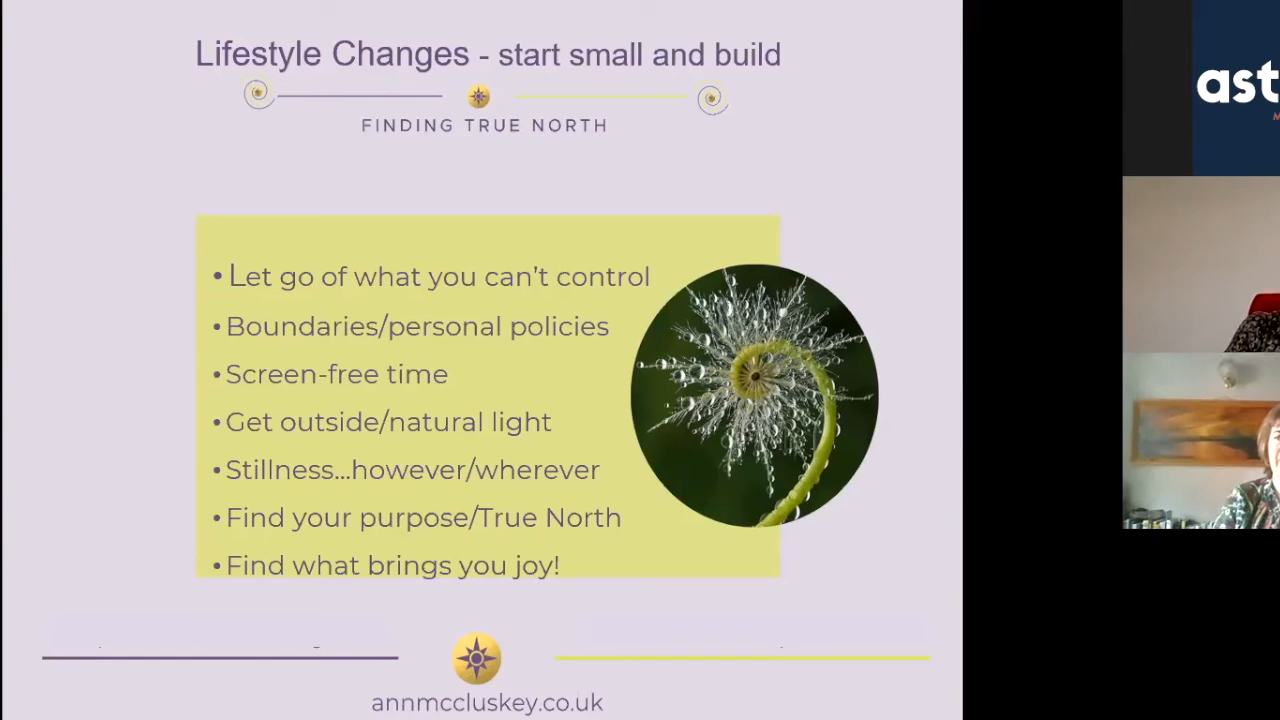 Lifestyle Changes - start small and build
FINDING TRUE NORTH
• Let go of what you can’t control
• Boundaries/personal policies
• Screen-free time
• Get outside/natural light
• Stillness...however/wherever
• Find your purpose/True North
• Find what brings you joy!
annmccluskey.co.uk
ast